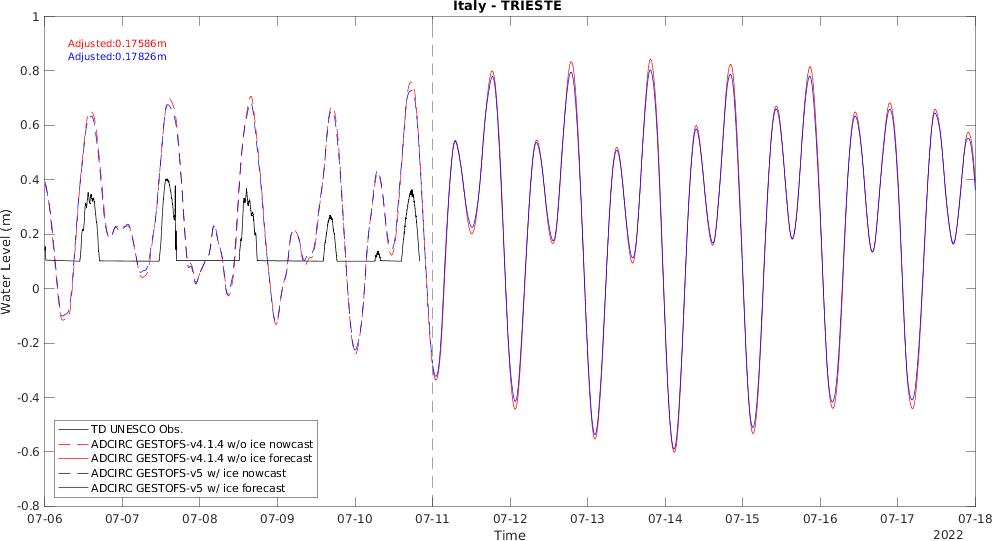 Italy - TRIESTE
Adjusted:0.17586m
Adjusted:0.17826m
Water Level (m)
1
0.8
0.6
0.4
0.2
0
-0.2
-0.4
-0.6
-0.8
TD UNESCO Obs.
ADCIRC GESTOFS-v4.1.4 w/o ice nowcast
ADCIRC GESTOFS-v4.1.4 w/o ice forecast
ADCIRC GESTOFS-v5 w/ ice nowcast
ADCIRC GESTOFS-v5 w/ ice forecast
07-06 07-07 07-08 07-09 07-10 07-11 07-12 07-13 07-14 07-15 07-16 07-17 07-18
Time
2022